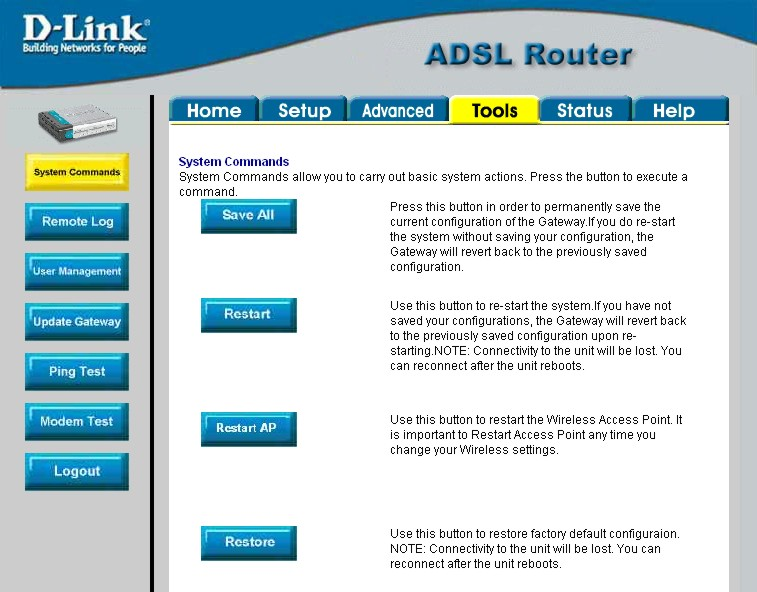 D-Link®
Building Networks for People
ADSL Router
Home Setup Advanced Tools Status Help
System Commands
Remote Log
User Management
Update Gateway
Ping Test
Modem Test
Logout
System Commands
System Commands allow you to carry out basic system actions. Press the button to execute a
command.
Save All
Press this button in order to permanently save the
current configuration of the Gateway.If you do re-start
the system without saving your configuration, the
Gateway will revert back to the previously saved
configuration.
Restart
Use this button to re-start the system.If you have not
saved your configurations, the Gateway will revert back
to the previously saved configuration upon re-
starting.NOTE: Connectivity to the unit will be lost. You
can reconnect after the unit reboots.
Restart AP
Use this button to restart the Wireless Access Point. It
is important to Restart Access Point any time you
change your Wireless settings.
Restore
Use this button to restore factory default configuraion.
NOTE: Connectivity to the unit will be lost. You can
reconnect after the unit reboots.